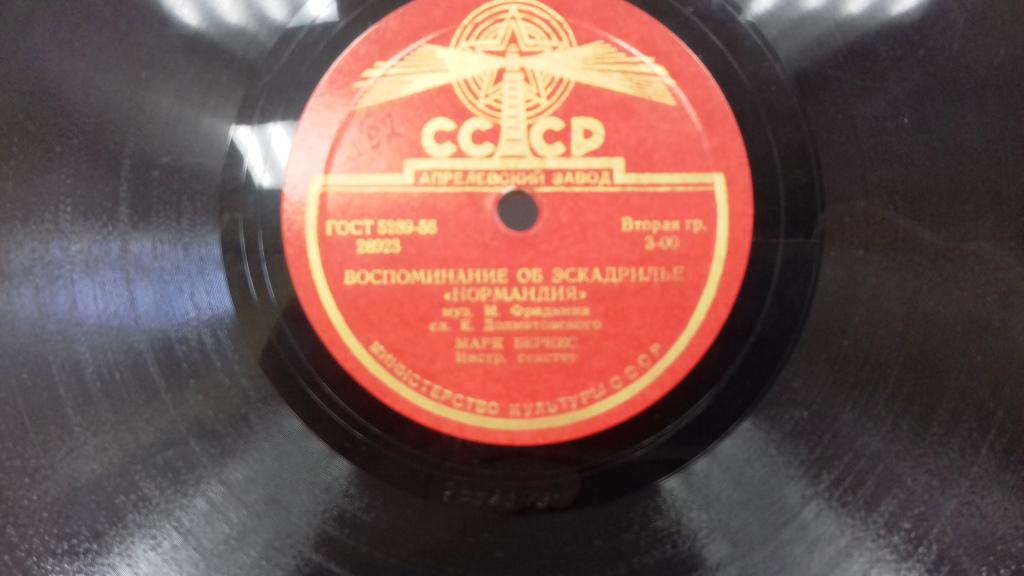 СССР
АПРЕЛЕВСКИЙ ЗАВОД
ГОСТ 5289-56
28923
Вторая гр.
3-00
ВОСПОМИНАНИЕ ОБ ЭСКАДРИЛЬЕ
«НОРМАНДИЯ»
муз. М. Фрадкина
сл. Е. Долматовского
МАРК БЕРНЕС
Инстр. секстет
МИНИСТЕРСТВО КУЛЬТУРЫ СССР